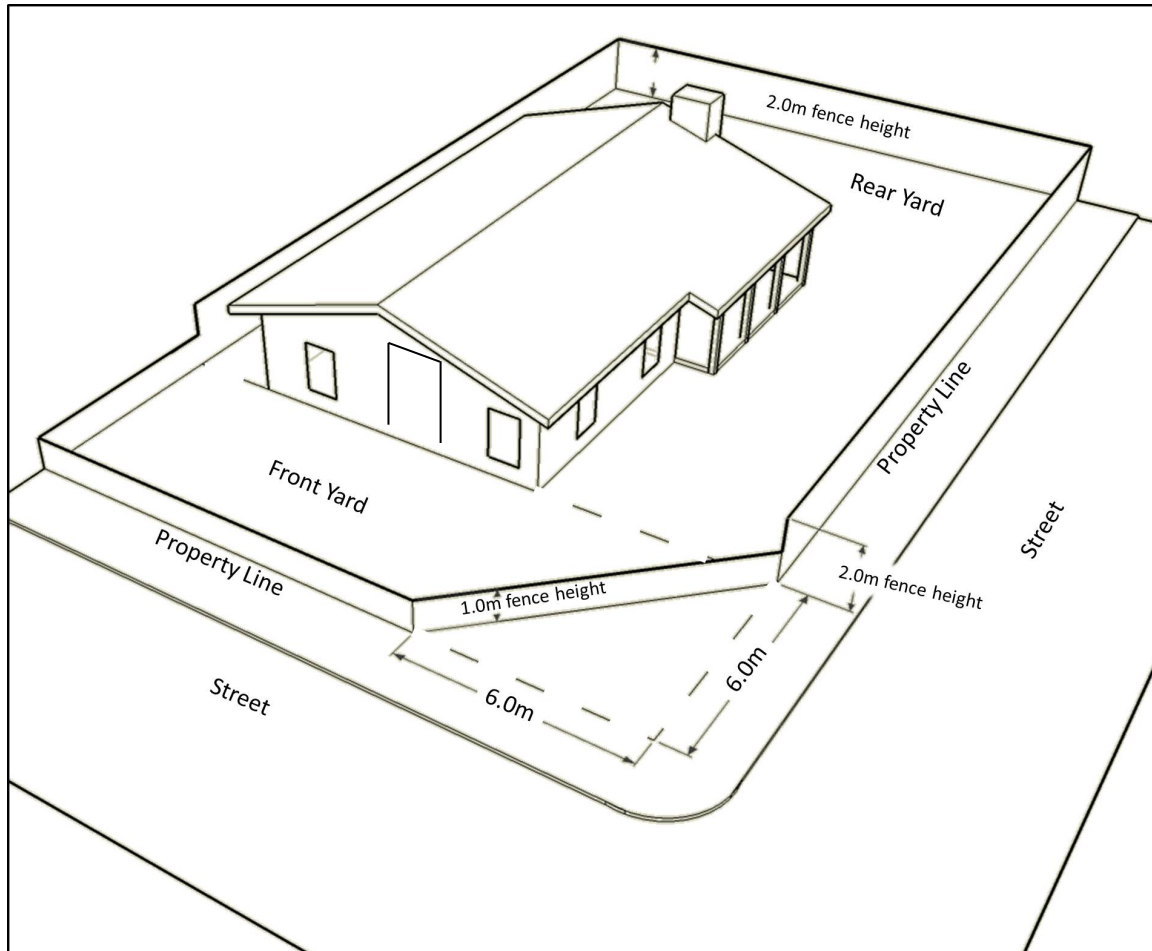 2.0m fence height
Rear Yard
Property Line
Front Yard
Street
Property Line
2.0m fence height
1.0m fence height
6.0m
6.0m
Street